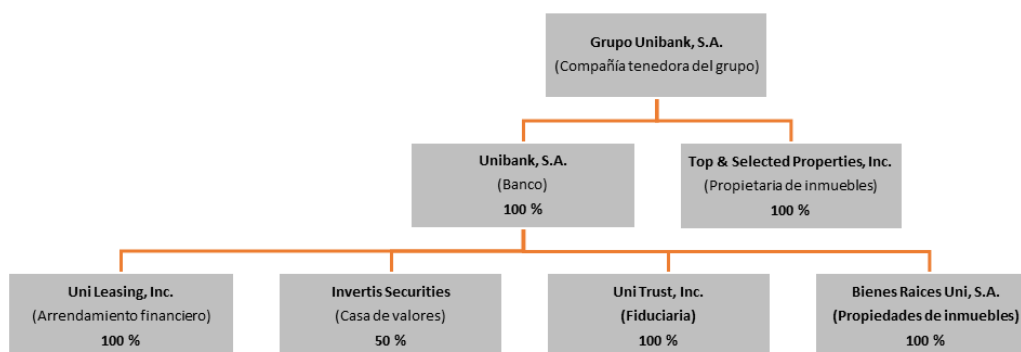 Grupo Unibank, S.A.
(Compañía tenedora del grupo)
Unibank, S.A.
(Banco)
100 %
Top & Selected Properties, Inc.
(Propietaria de inmuebles)
100 %
Uni Leasing, Inc.
(Arrendamiento financiero)
100 %
Invertis Securities
(Casa de valores)
50 %
Uni Trust, Inc.
(Fiduciaria)
100 %
Bienes Raices Uni, S.A.
(Propiedades de inmuebles)
100 %